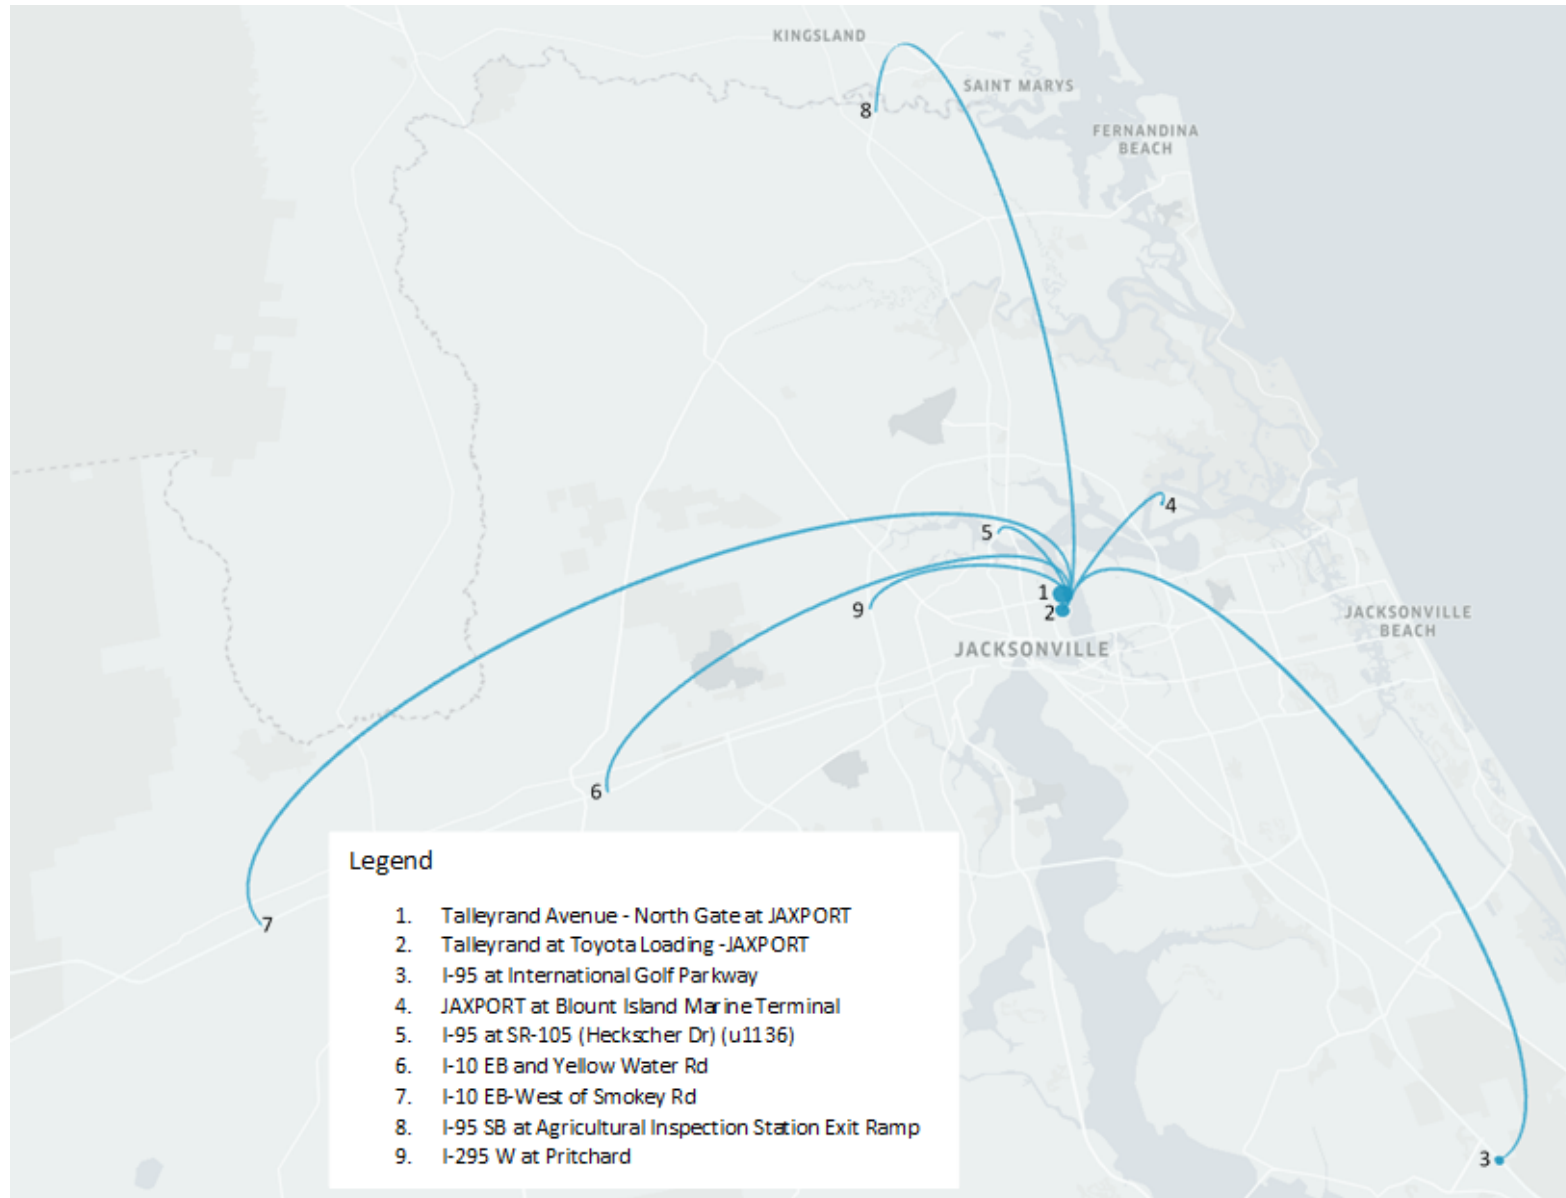 KINGSLAND
SAINT MARYS
8
FERNANDINA
BEACH
4
5
1
9
2
JACKSONVILLE
BEACH
JACKSONVILLE
6
7
3
Legend
1. Talleyrand Avenue - North Gate at JAXPORT
2. Talleyrand at Toyota Loading -JAXPORT
3. I-95 at International Golf Parkway
4. JAXPORT at Blount Island Marine Terminal
5. I-95 at SR-105 (Heckscher Dr) (u1136)
6. I-10 EB and Yellow Water Rd
7. I-10 EB-West of Smokey Rd
8. I-95 SB at Agricultural Inspection Station Exit Ramp
9. I-295 W at Pritchard